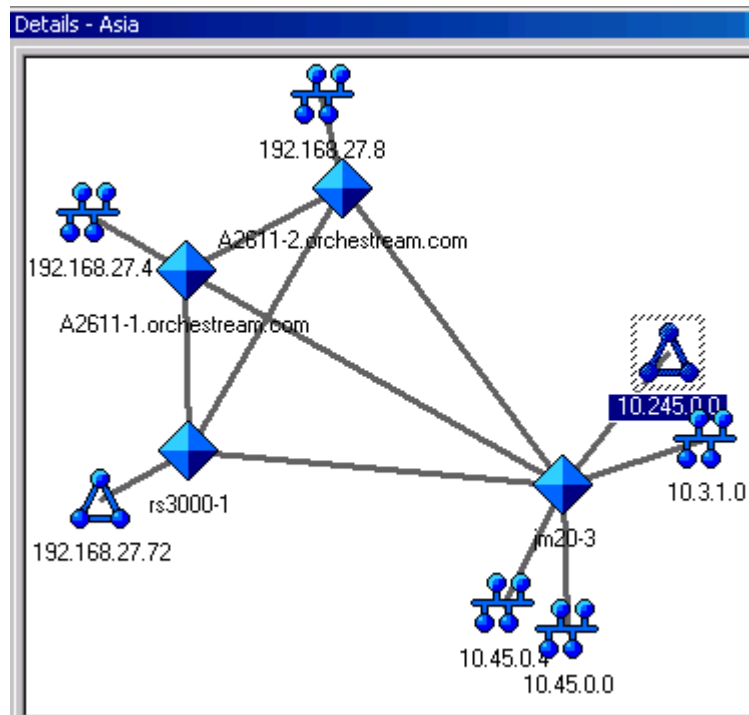 Details - Asia
192.168.27.8
A2611-2.orchestream.com
192.168.27.4
A2611-1.orchestream.com
10.245.0.0
10.3.1.0
rs3000-1
jm20-3
192.168.27.72
10.45.0.4
10.45.0.0